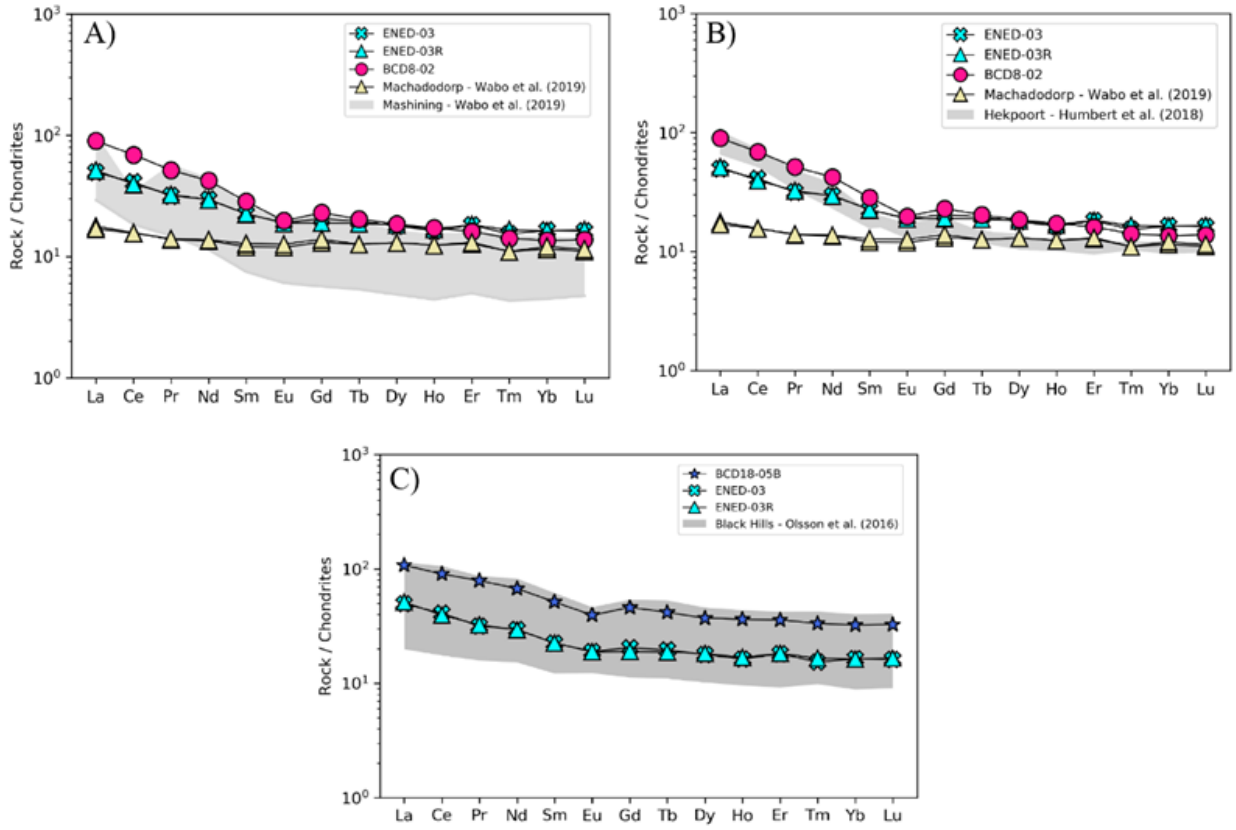 A)
ENED-03
ENED-03R
BCD8-02
Machadodorp - Wabo et al. (2019)
Mashining - Wabo et al. (2019)
Rock / Chondrites
10³
10²
10¹
10⁰
La Ce Pr Nd Sm Eu Gd Tb Dy Ho Er Tm Yb Lu
B)
ENED-03
ENED-03R
BCD8-02
Machadodorp - Wabo et al. (2019)
Hekpoort - Humbert et al. (2018)
Rock / Chondrites
10³
10²
10¹
10⁰
La Ce Pr Nd Sm Eu Gd Tb Dy Ho Er Tm Yb Lu
C)
BCD18-05B
ENED-03
ENED-03R
Black Hills - Olsson et al. (2016)
Rock / Chondrites
10³
10²
10¹
10⁰
La Ce Pr Nd Sm Eu Gd Tb Dy Ho Er Tm Yb Lu